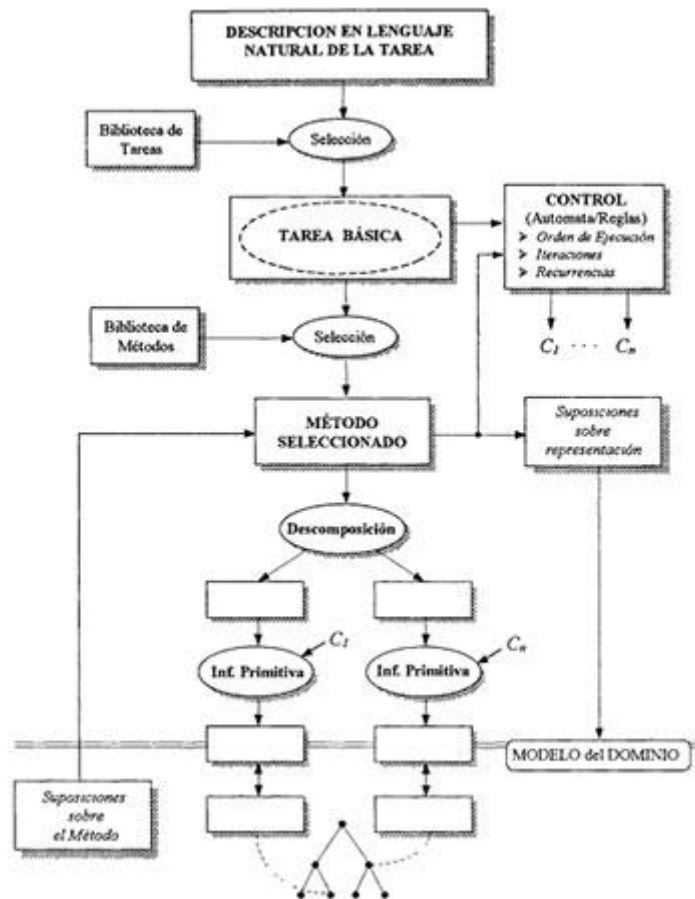 DESCRIPCION EN LENGUAJE
NATURAL DE LA TAREA
Biblioteca de
Tareas
Selección
TAREA BÁSICA
CONTROL
(Automata/Reglas)
➤ Orden de Ejecución
➤ Iteraciones
➤ Recurrencias
Biblioteca de
Métodos
Selección
C1 · · · Cn
MÉTODO
SELECCIONADO
Suposiciones
sobre
representación
Descomposición
C1
Cn
Inf. Primitiva
Inf. Primitiva
MODELO del DOMINIO
Suposiciones
sobre
el Método